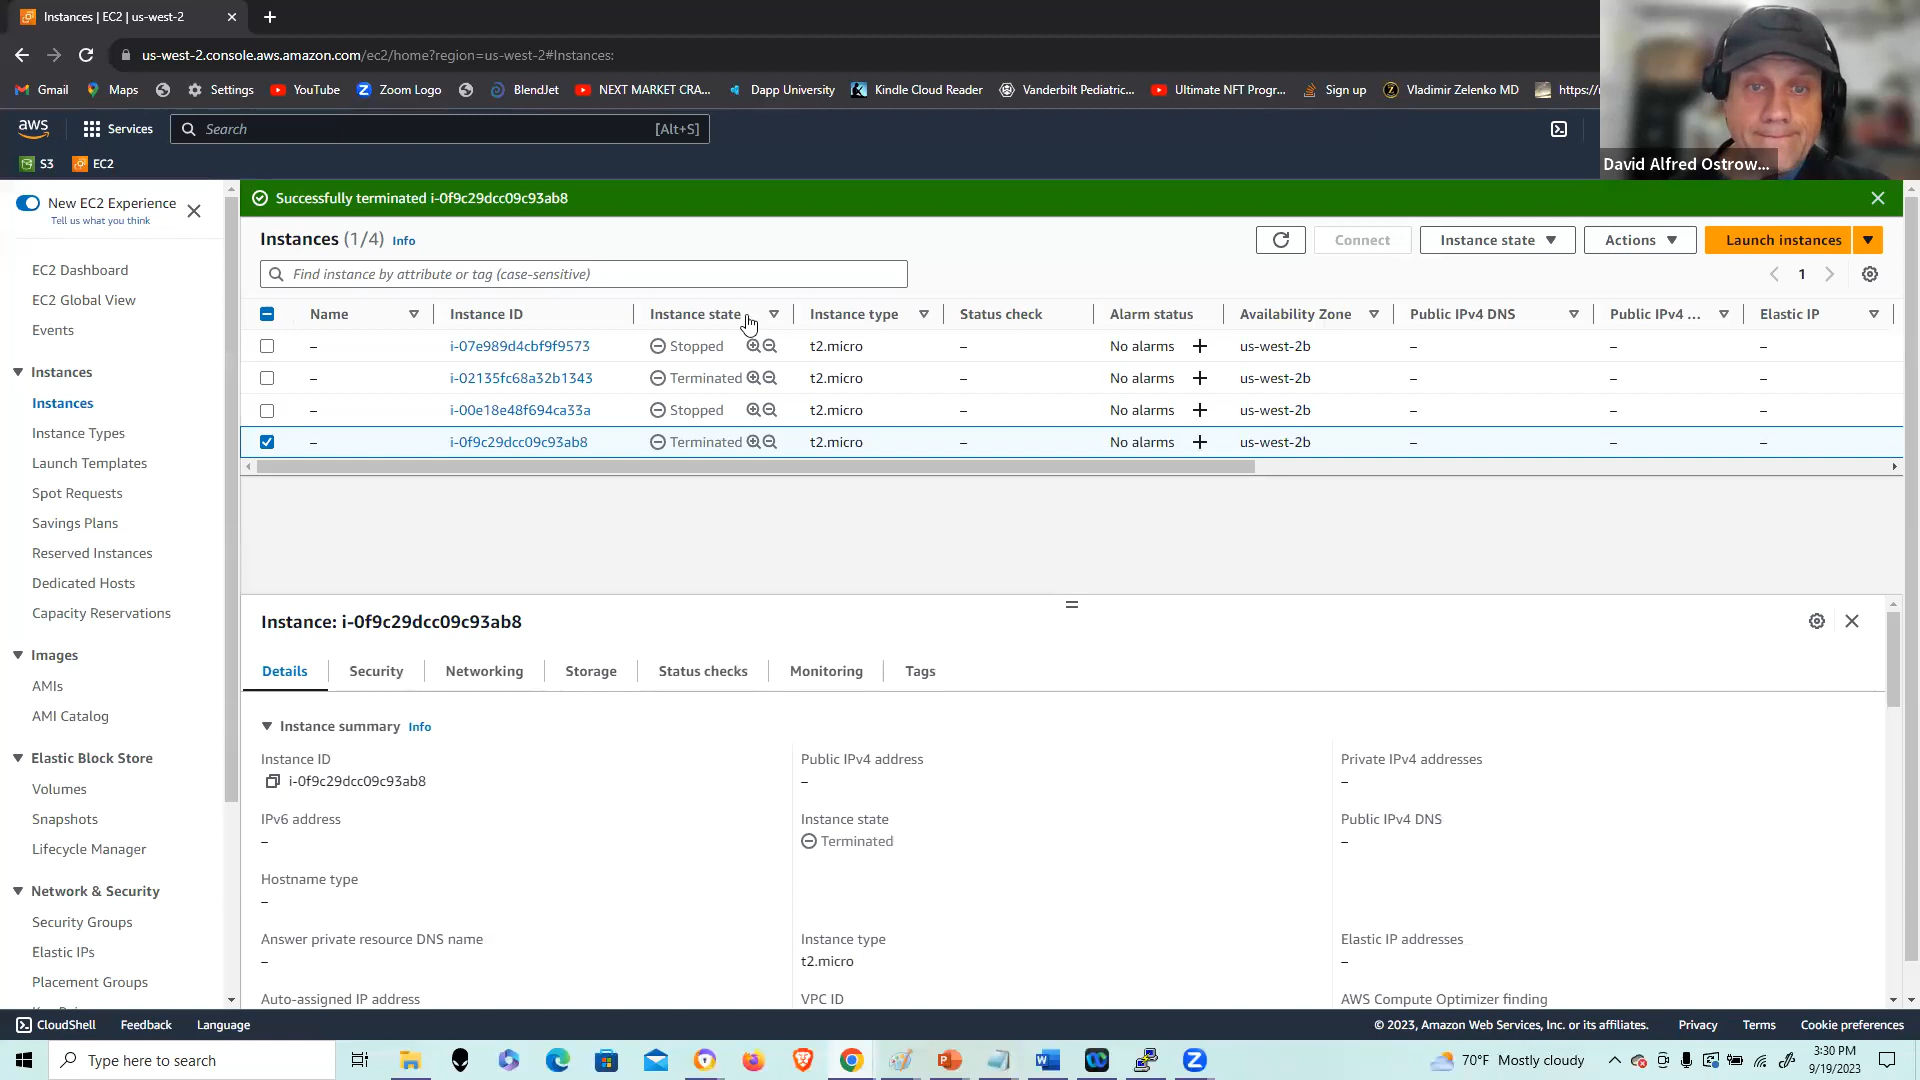 Instances | EC2 | us-west-2
us-west-2.console.aws.amazon.com/ec2/home?region=us-west-2#Instances:
Gmail Maps Settings YouTube Zoom Logo BlendJet NEXT MARKET CRA... Dapp University Kindle Cloud Reader Vanderbilt Pediatric... Ultimate NFT Progr... Sign up Vladimir Zelenko MD https://
aws Services Search [Alt+S]
David Alfred Ostrow...
S3 EC2
New EC2 Experience
Tell us what you think
EC2 Dashboard
EC2 Global View
Events
Instances
Instances
Instance Types
Launch Templates
Spot Requests
Savings Plans
Reserved Instances
Dedicated Hosts
Capacity Reservations
Images
AMIs
AMI Catalog
Elastic Block Store
Volumes
Snapshots
Lifecycle Manager
Network & Security
Security Groups
Elastic IPs
Placement Groups
Successfully terminated i-0f9c29dcc09c93ab8
Instances (1/4) Info
Connect Instance state Actions Launch instances
Find instance by attribute or tag (case-sensitive)
1
Name Instance ID Instance state Instance type Status check Alarm status Availability Zone Public IPv4 DNS Public IPv4 ... Elastic IP
– i-07e989d4cbf9f9573 Stopped t2.micro – No alarms + us-west-2b – – –
– i-02135fc68a32b1343 Terminated t2.micro – No alarms + us-west-2b – – –
– i-00e18e48f694ca33a Stopped t2.micro – No alarms + us-west-2b – – –
– i-0f9c29dcc09c93ab8 Terminated t2.micro – No alarms + us-west-2b – – –
Instance: i-0f9c29dcc09c93ab8
Details Security Networking Storage Status checks Monitoring Tags
Instance summary Info
Instance ID Public IPv4 address Private IPv4 addresses
i-0f9c29dcc09c93ab8 – –
IPv6 address Instance state Public IPv4 DNS
– Terminated –
Hostname type
–
Answer private resource DNS name Instance type Elastic IP addresses
– t2.micro –
Auto-assigned IP address VPC ID AWS Compute Optimizer finding
CloudShell Feedback Language © 2023, Amazon Web Services, Inc. or its affiliates. Privacy Terms Cookie preferences
Type here to search 70°F Mostly cloudy 3:30 PM
9/19/2023